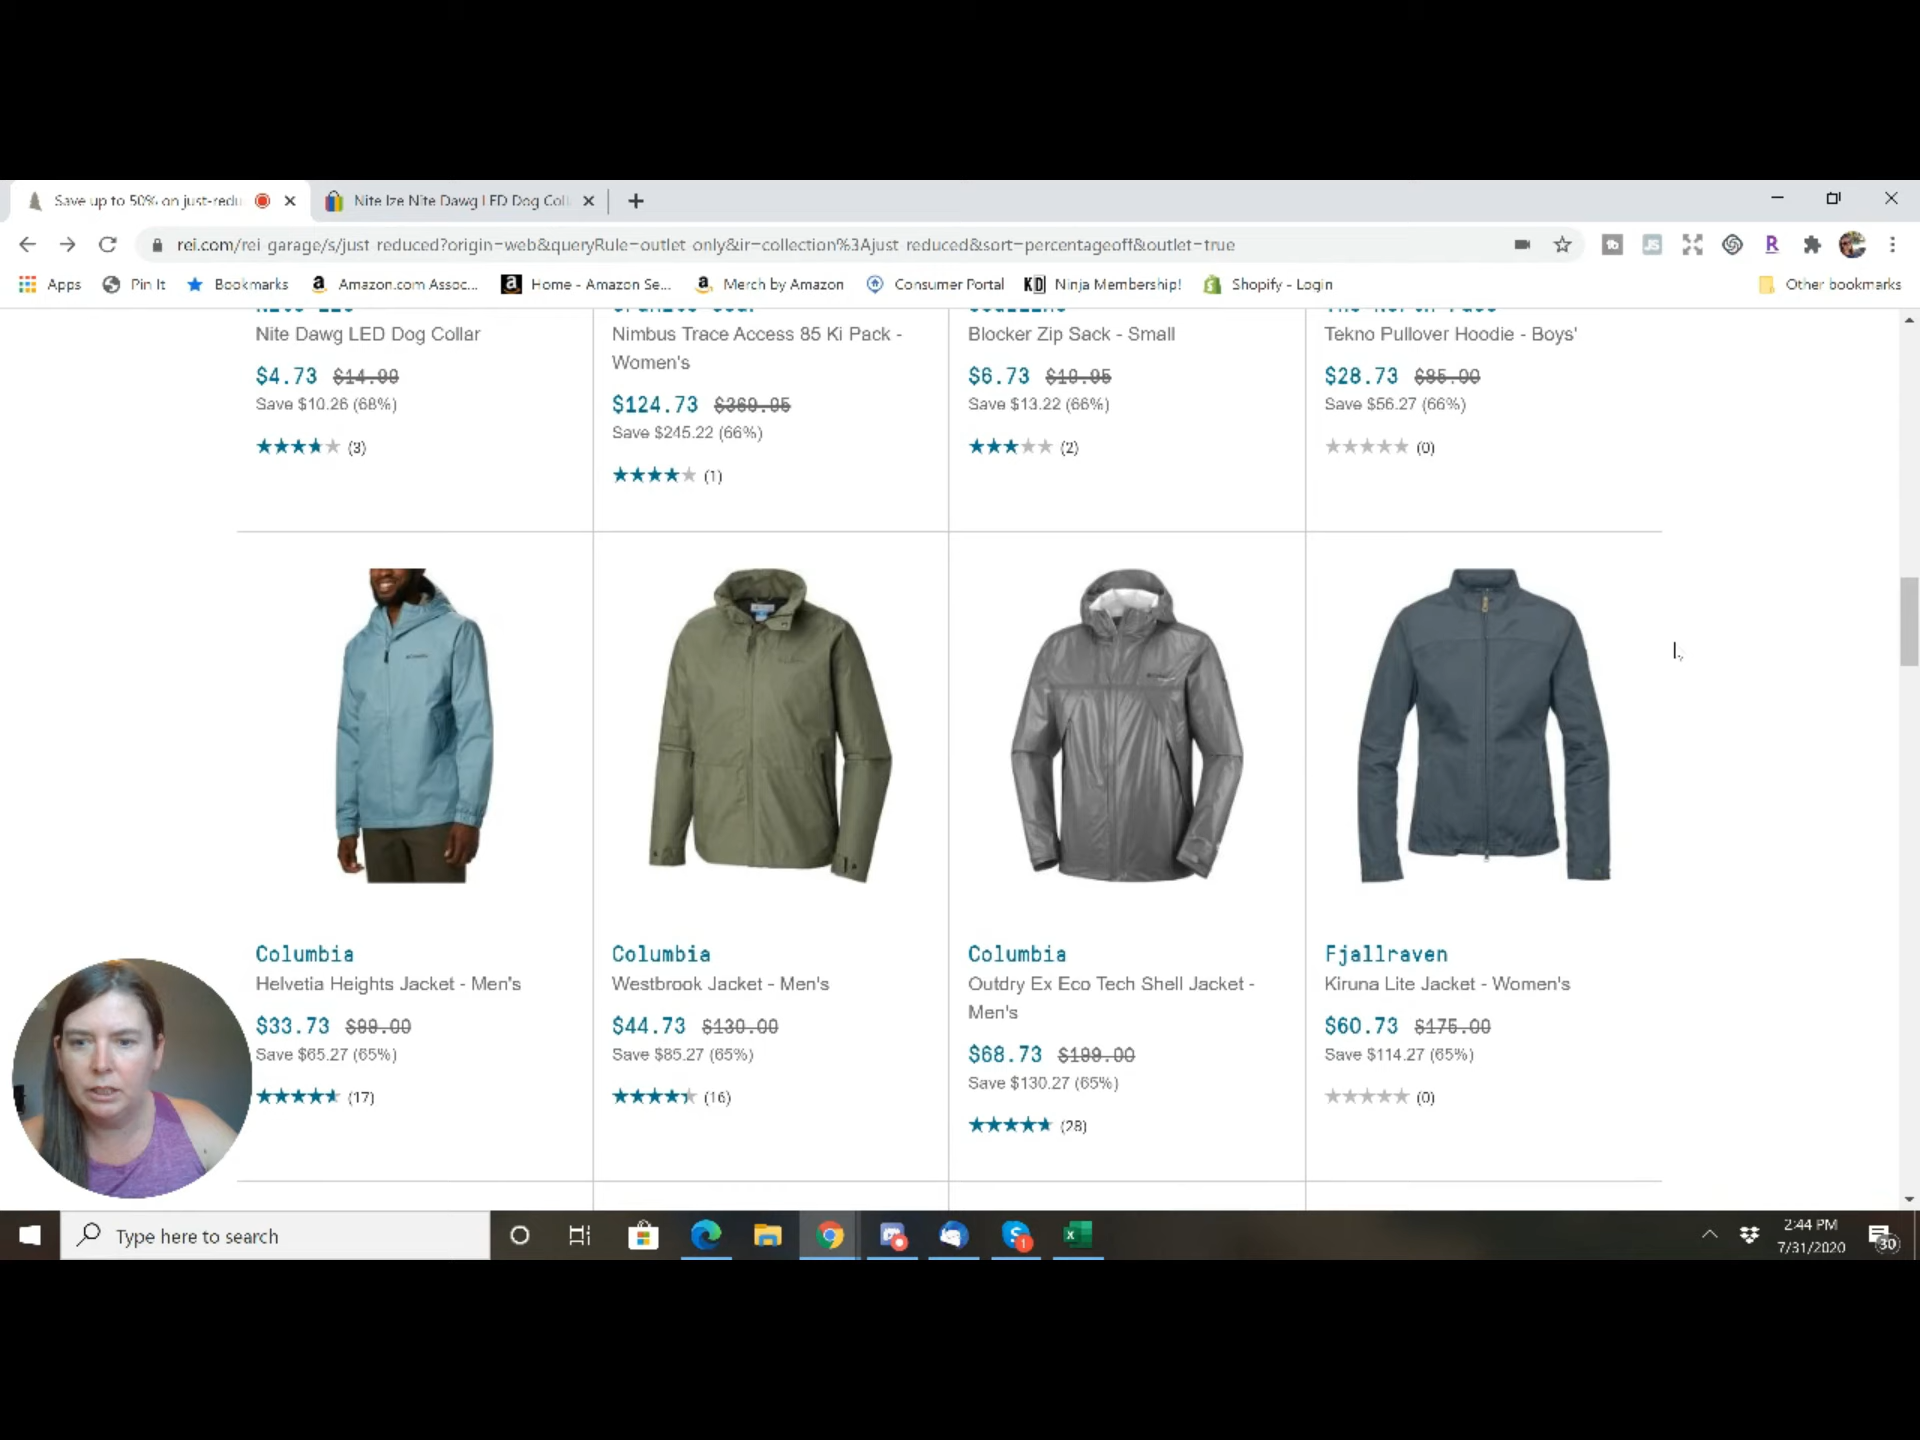 Save up to 50% on just-redu
Nite Ize Nite Dawg LED Dog Coll
rei.com/rei-garage/s/just-reduced?origin=web&queryRule=outlet-only&ir=collection%3Ajust-reduced&sort=percentageoff&outlet=true
Apps Pin It Bookmarks Amazon.com Assoc... Home - Amazon Se... Merch by Amazon Consumer Portal KD Ninja Membership! Shopify - Login Other bookmarks
Nite Dawg LED Dog Collar
$4.73 $14.99
Save $10.26 (68%)
(3)
Nimbus Trace Access 85 Ki Pack -
Women's
$124.73 $369.95
Save $245.22 (66%)
(1)
Blocker Zip Sack - Small
$6.73 $19.95
Save $13.22 (66%)
(2)
Tekno Pullover Hoodie - Boys'
$28.73 $85.00
Save $56.27 (66%)
(0)
Columbia
Helvetia Heights Jacket - Men's
$33.73 $99.00
Save $65.27 (65%)
(17)
Columbia
Westbrook Jacket - Men's
$44.73 $130.00
Save $85.27 (65%)
(16)
Columbia
Outdry Ex Eco Tech Shell Jacket -
Men's
$68.73 $199.00
Save $130.27 (65%)
(28)
Fjallraven
Kiruna Lite Jacket - Women's
$60.73 $175.00
Save $114.27 (65%)
(0)
Type here to search
2:44 PM
7/31/2020
30